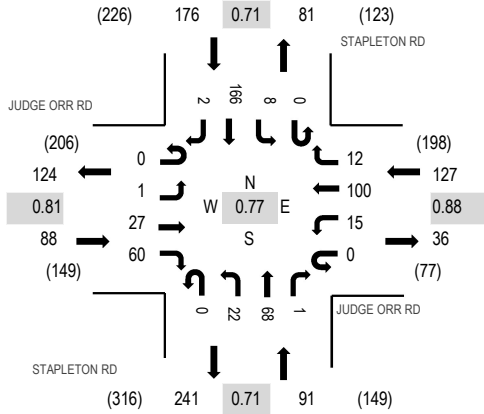 (226) 176 0.71 81 (123)
STAPLETON RD
2 166 8 0
JUDGE ORR RD
(206) (198)
0 12
124 127
1 100
N
0.81 W 0.77 E 0.88
27 15
88 36
S
60 0
(149) (77)
0 22 68 1
JUDGE ORR RD
STAPLETON RD
(316) 241 0.71 91 (149)